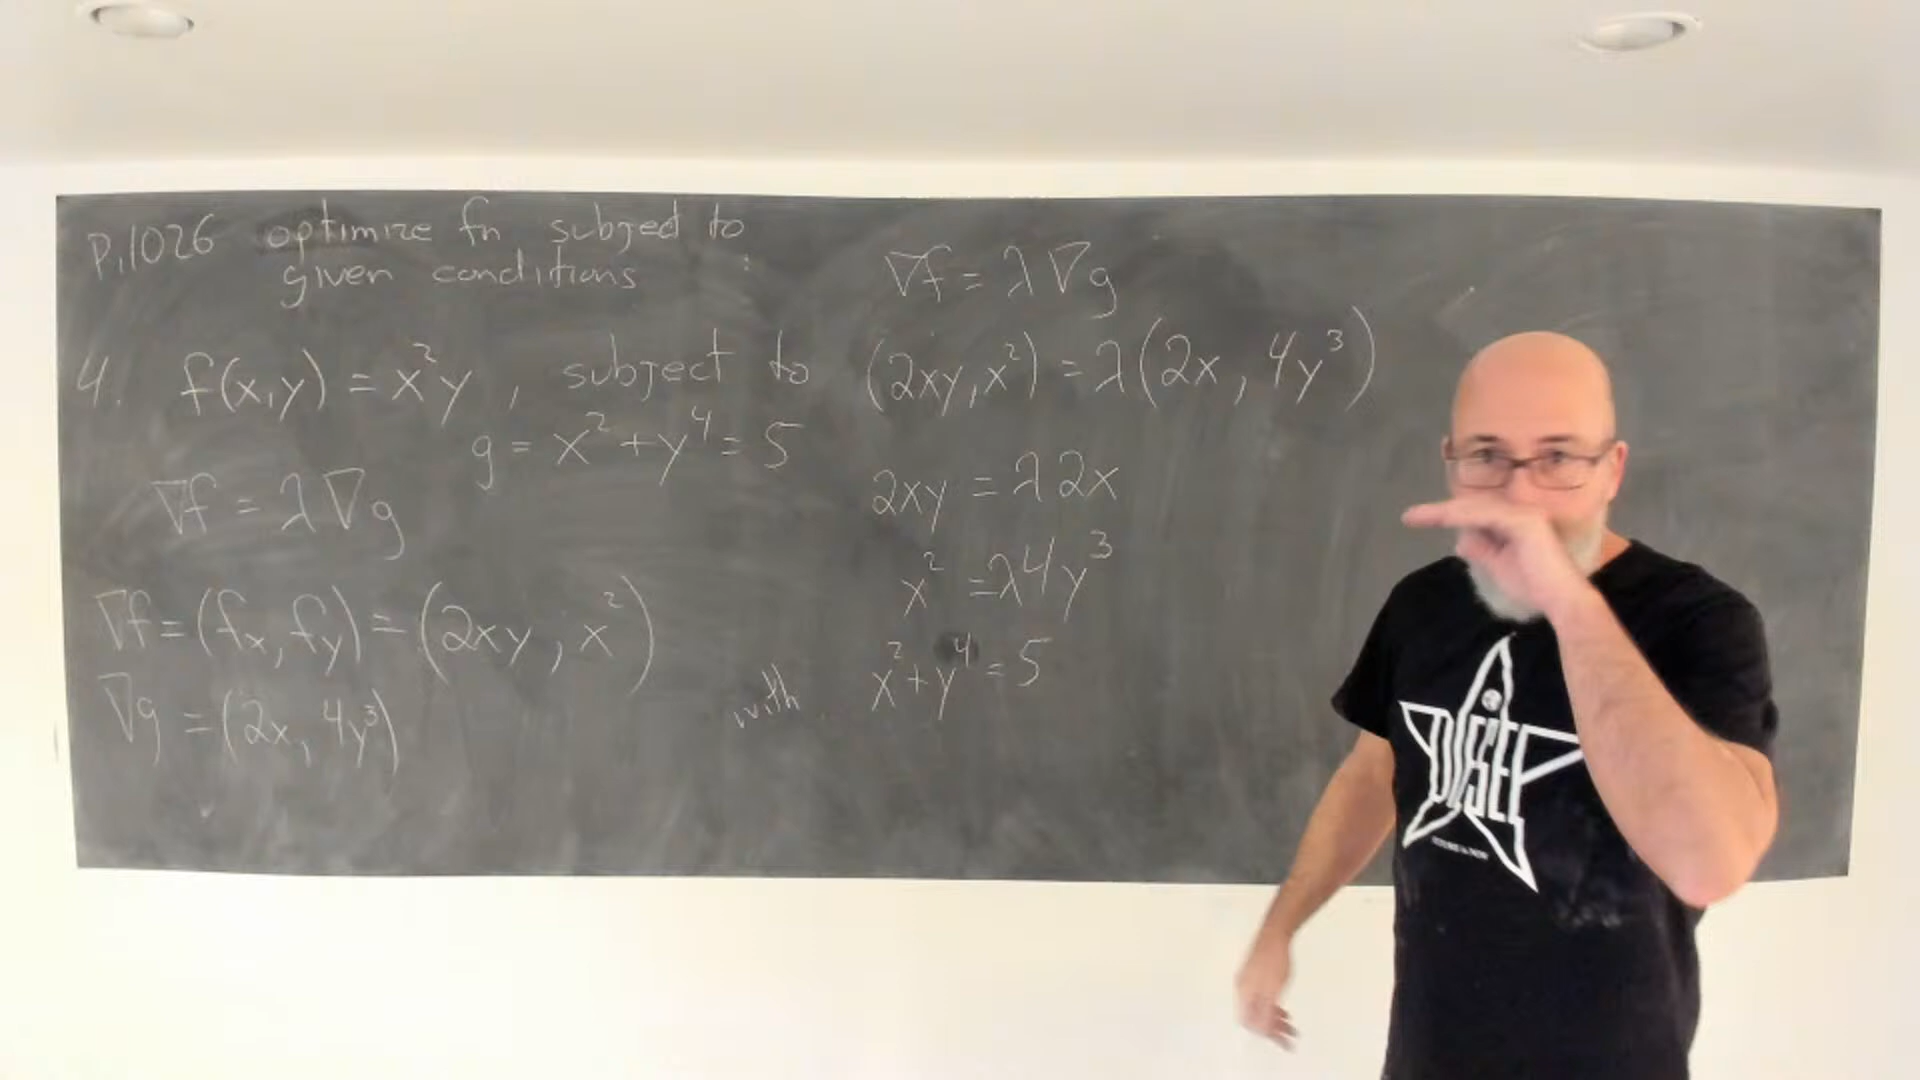 P.1026 optimize fn subject to
given conditions :
4. f(x,y) = x²y , subject to
g = x² + y⁴ = 5
∇f = λ∇g
∇f = (fx, fy) = (2xy, x²)
∇g = (2x, 4y³)
∇f = λ∇g
(2xy, x²) = λ(2x, 4y³)
2xy = λ2x
x² = λ4y³
with x² + y⁴ = 5
DIESEL